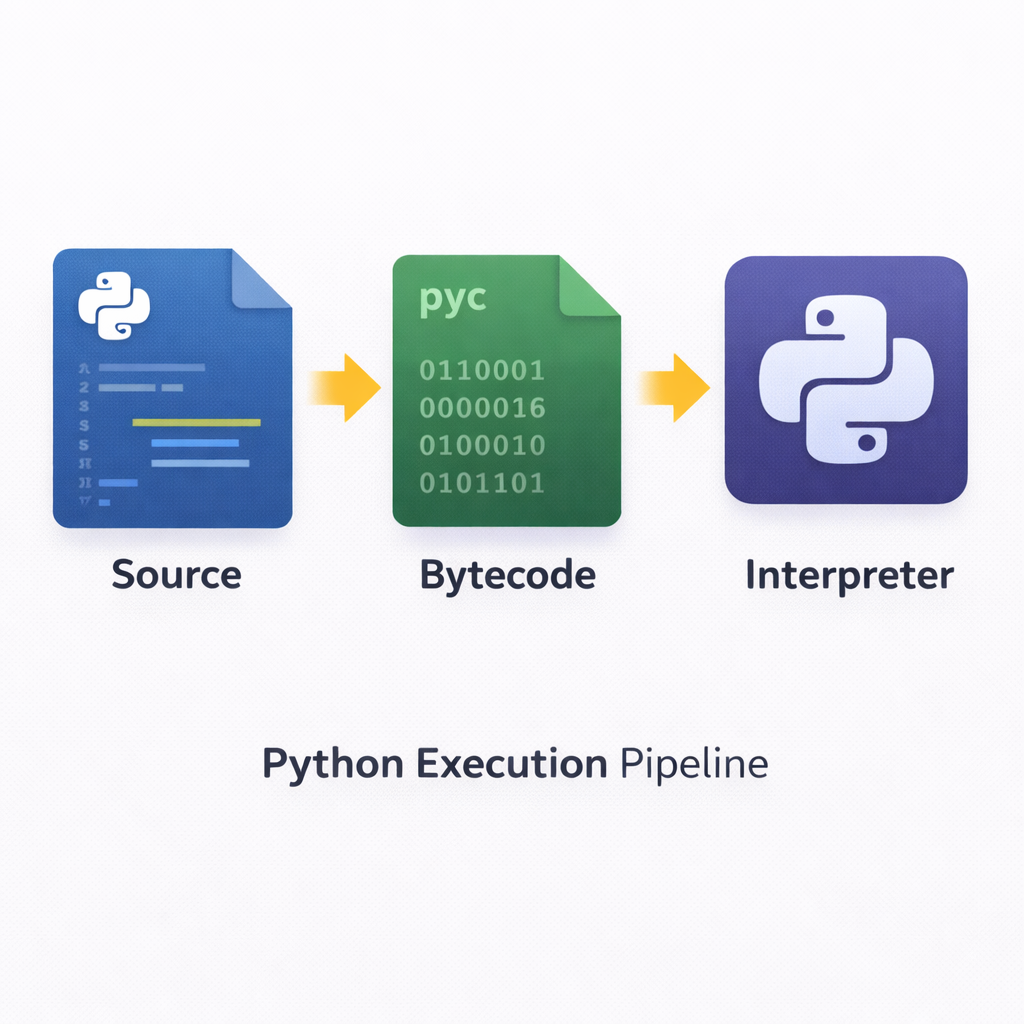 pyc
0110001
0000016
0100010
0101101
Source
Bytecode
Interpreter
Python Execution Pipeline